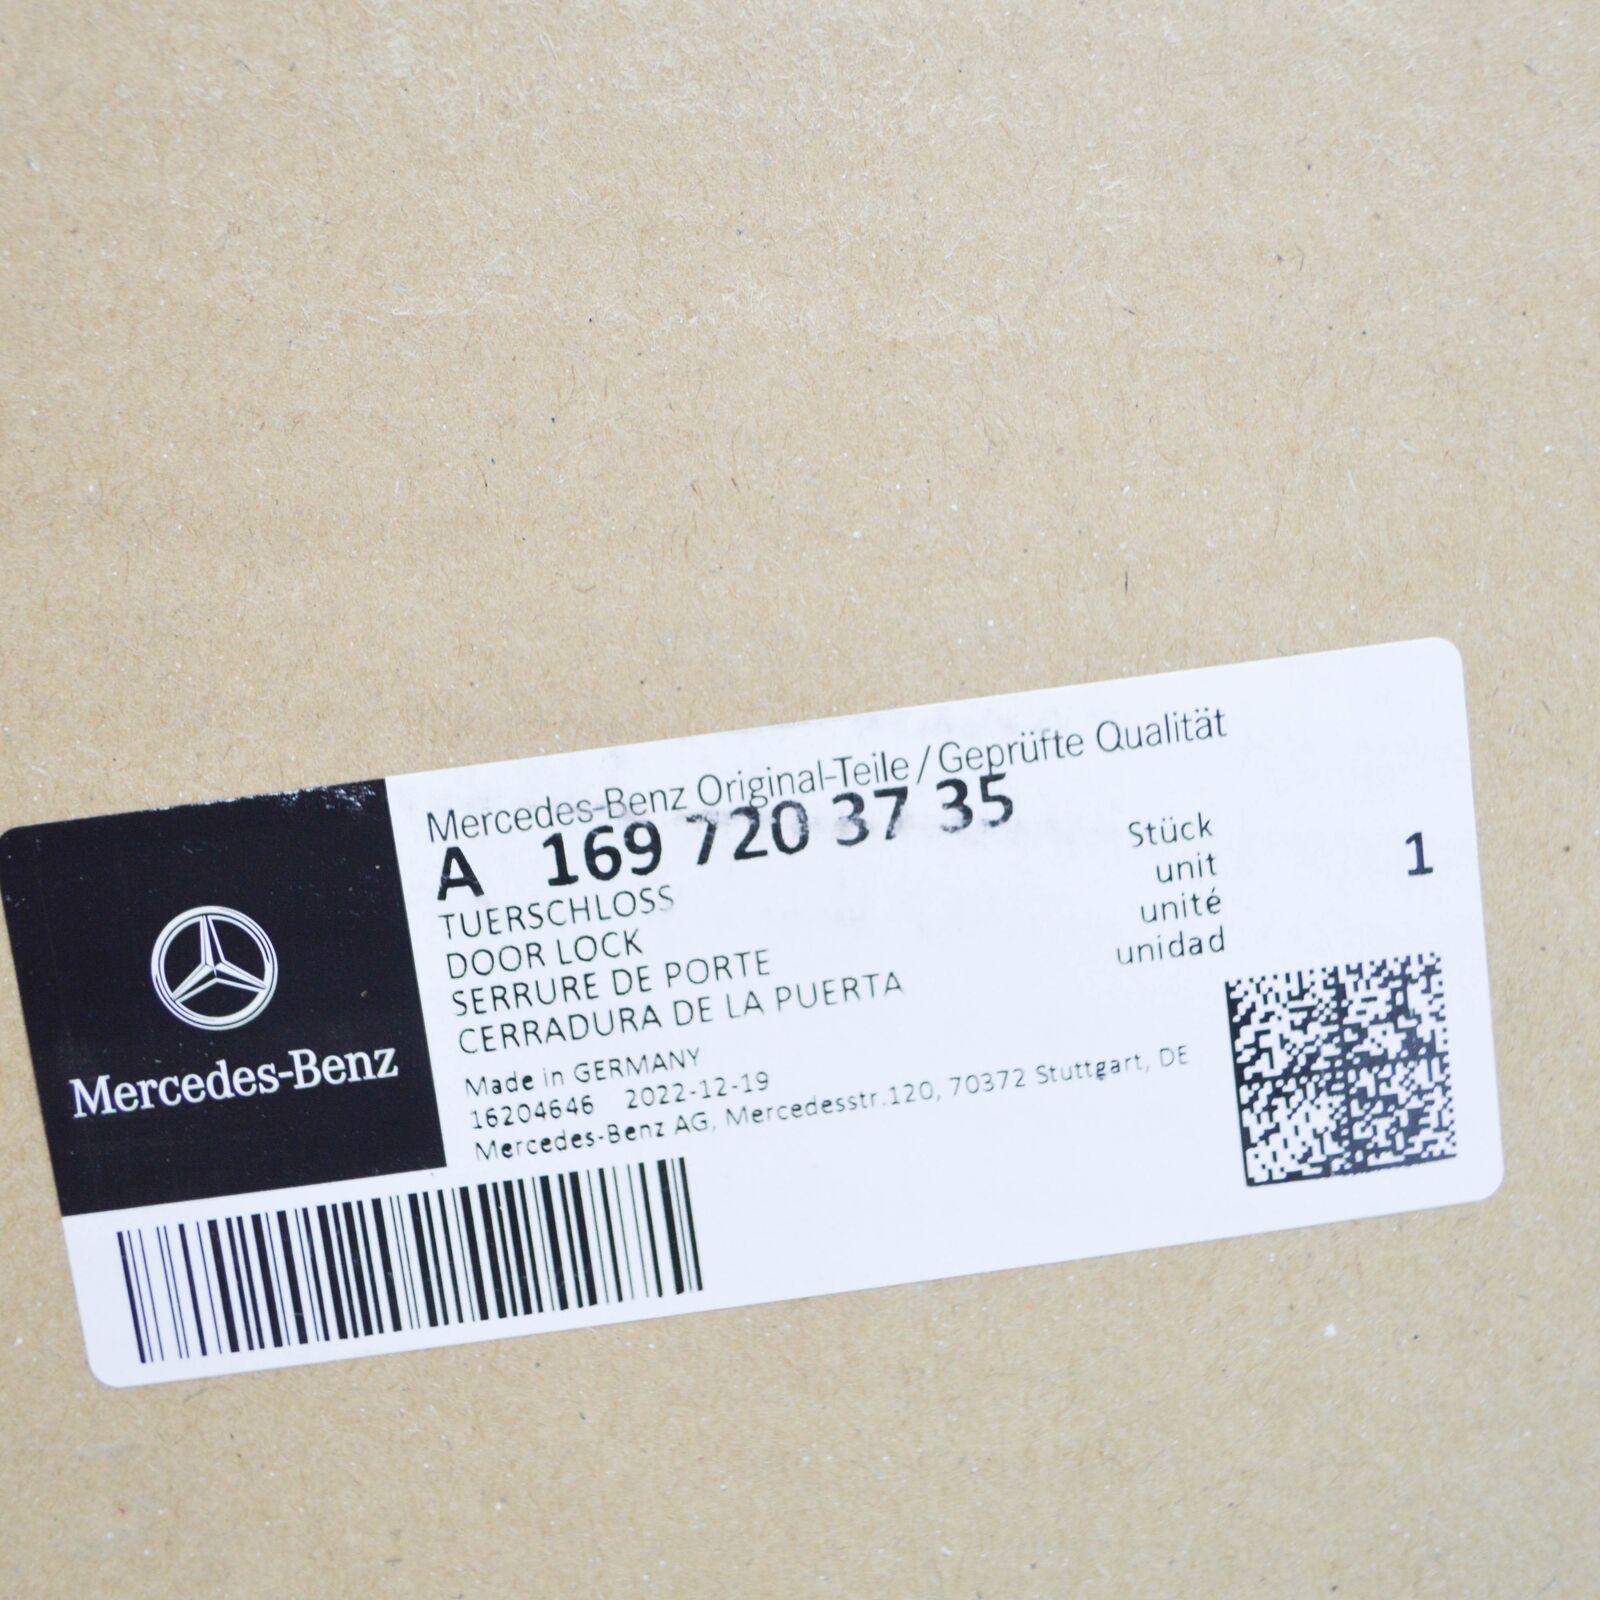 Mercedes-Benz Original-Teile / Geprüfte Qualität
A 169 720 37 35
TUERSCHLOSS
DOOR LOCK
SERRURE DE PORTE
CERRADURA DE LA PUERTA
Stück
unit
unité
unidad
1
Made in GERMANY
16204646 2022-12-19
Mercedes-Benz AG, Mercedesstr.120, 70372 Stuttgart, DE
Mercedes-Benz